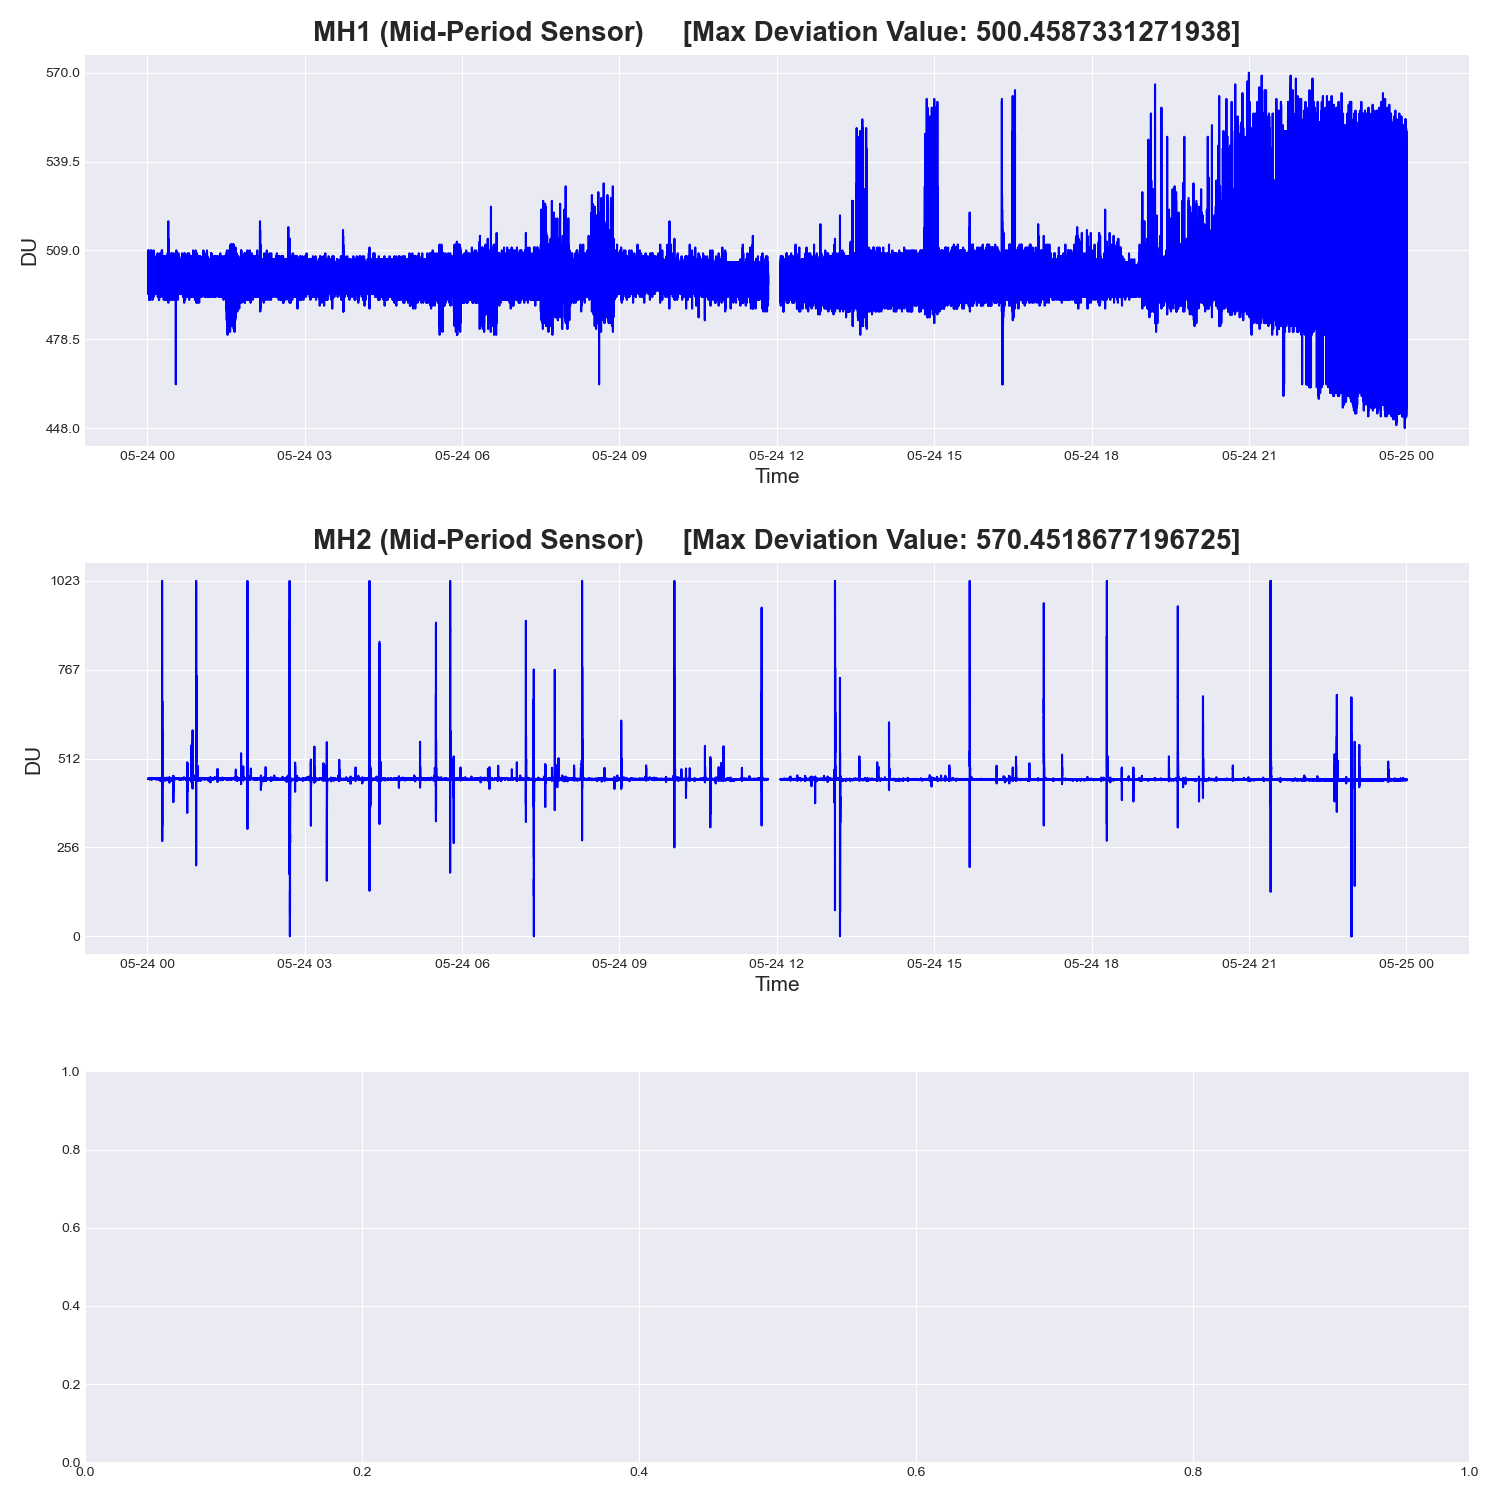 MH1 (Mid-Period Sensor) [Max Deviation Value: 500.4587331271938]
570.0
539.5
509.0
478.5
448.0
DU
05-24 00 05-24 03 05-24 06 05-24 09 05-24 12 05-24 15 05-24 18 05-24 21 05-25 00
Time
MH2 (Mid-Period Sensor) [Max Deviation Value: 570.4518677196725]
1023
767
512
256
0
DU
05-24 00 05-24 03 05-24 06 05-24 09 05-24 12 05-24 15 05-24 18 05-24 21 05-25 00
Time
1.0
0.8
0.6
0.4
0.2
0.0
0.0 0.2 0.4 0.6 0.8 1.0